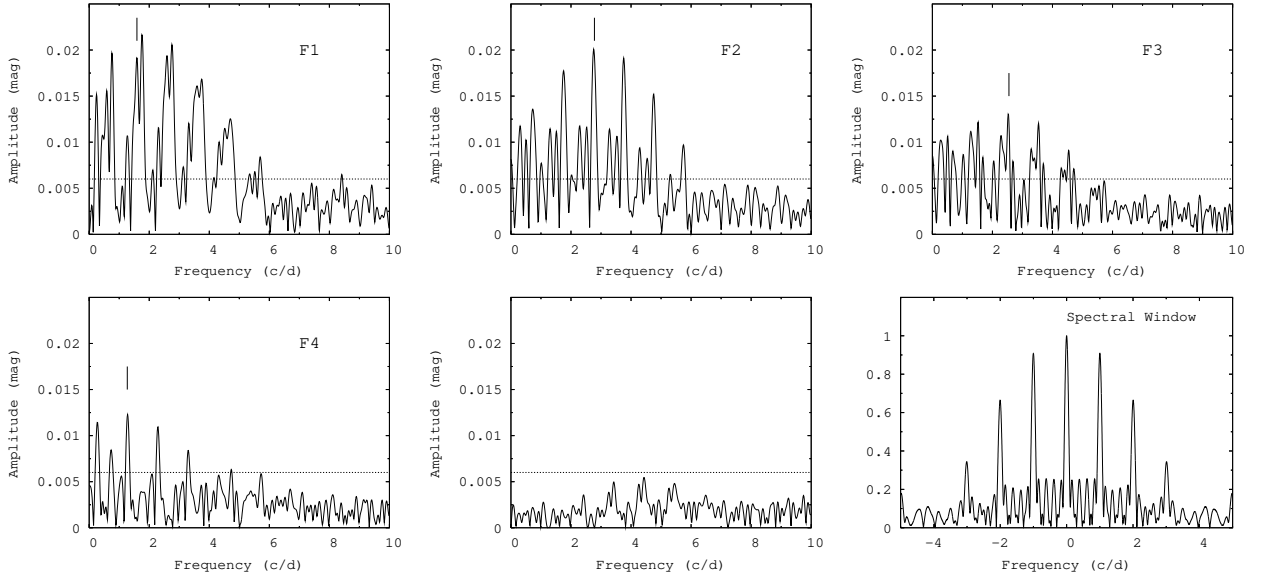 Amplitude (mag)
0.02
0.015
0.01
0.005
0
F1
0 2 4 6 8 10
Frequency (c/d)
Amplitude (mag)
0.02
0.015
0.01
0.005
0
F2
0 2 4 6 8 10
Frequency (c/d)
Amplitude (mag)
0.02
0.015
0.01
0.005
0
F3
0 2 4 6 8 10
Frequency (c/d)
Amplitude (mag)
0.02
0.015
0.01
0.005
0
F4
0 2 4 6 8 10
Frequency (c/d)
Amplitude (mag)
0.02
0.015
0.01
0.005
0
0 2 4 6 8 10
Frequency (c/d)
Spectral Window
1
0.8
0.6
0.4
0.2
0
−4 −2 0 2 4
Frequency (c/d)